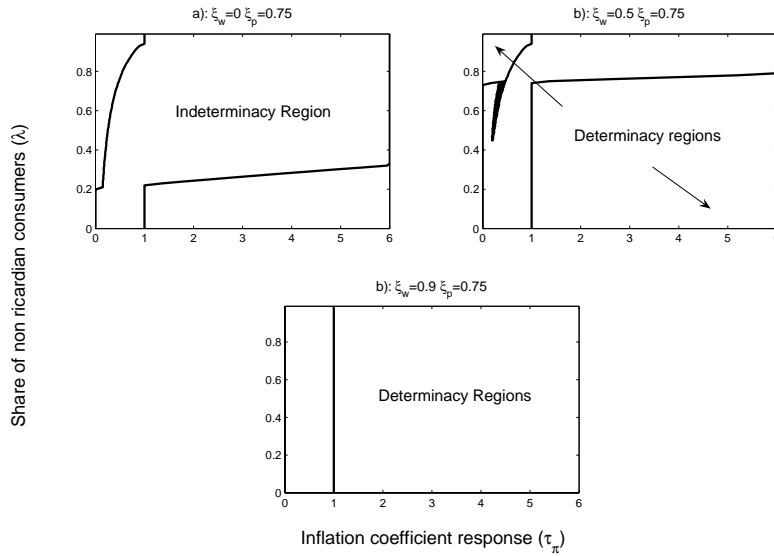 a): ξw=0 ξp=0.75
b): ξw=0.5 ξp=0.75
0.8
0.6
0.4
0.2
0
0 1 2 3 4 5 6
Indeterminacy Region
0.8
0.6
0.4
0.2
0
0 1 2 3 4 5 6
Determinacy regions
Share of non ricardian consumers (λ)
b): ξw=0.9 ξp=0.75
0.8
0.6
0.4
0.2
0
0 1 2 3 4 5 6
Determinacy Regions
Inflation coefficient response (τπ)